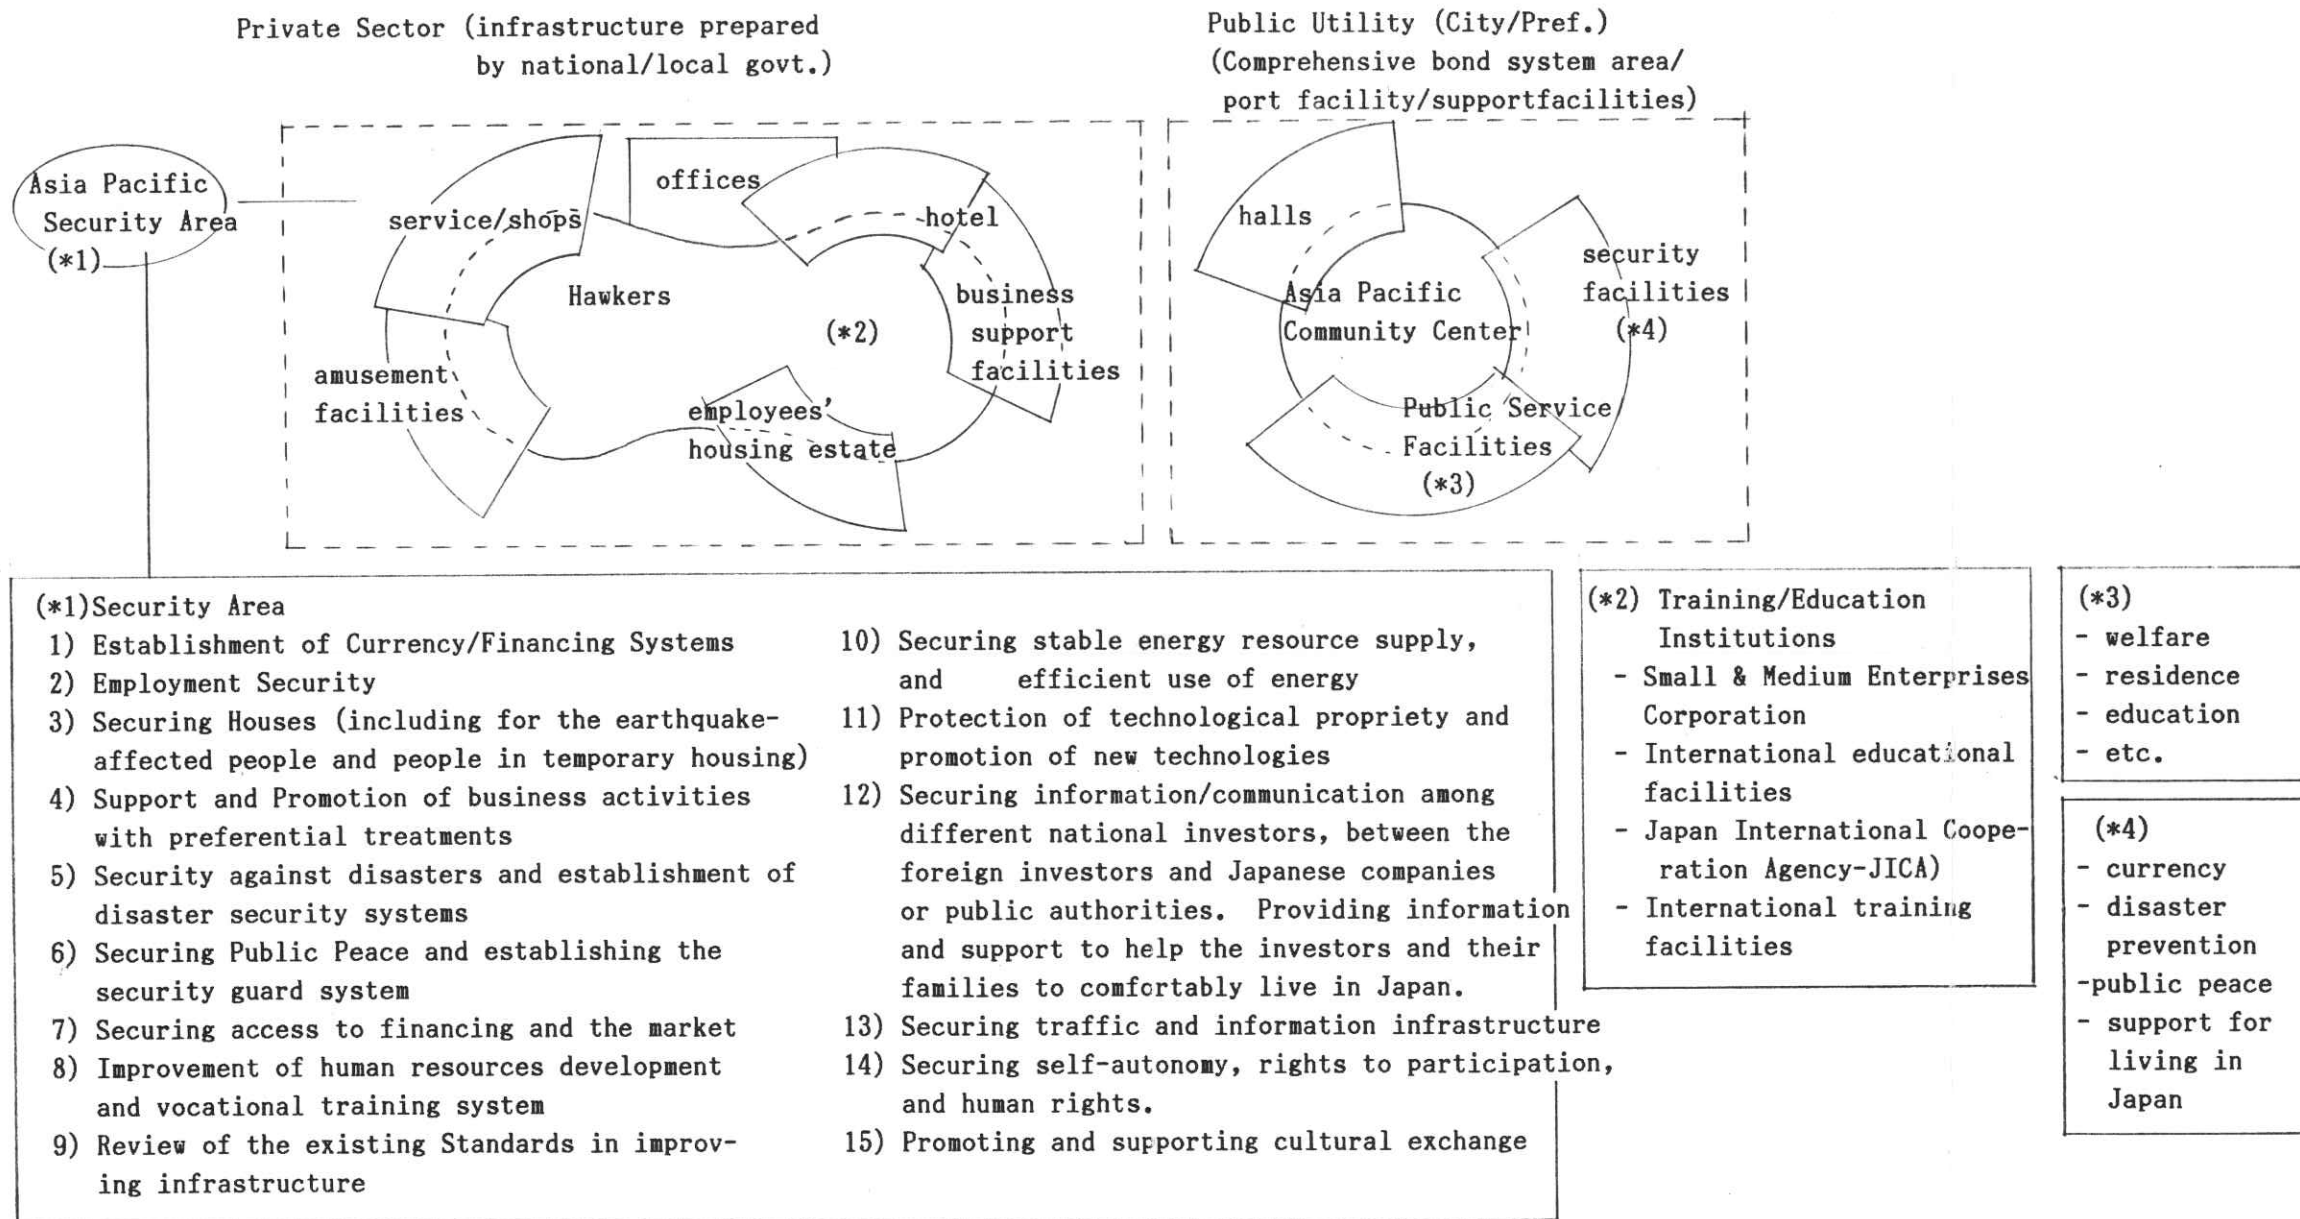 Private Sector (infrastructure prepared
by national/local govt.)
Public Utility (City/Pref.)
(Comprehensive bond system area/
port facility/supportfacilities)
Asia Pacific
Security Area
(*1)
service/shops
offices
hotel
Hawkers
(*2)
business
support
facilities
amusement
facilities
employees'
housing estate
halls
Asia Pacific
Community Center
security
facilities
(*4)
Public Service
Facilities
(*3)
(*1)Security Area
1) Establishment of Currency/Financing Systems
2) Employment Security
3) Securing Houses (including for the earthquake-
affected people and people in temporary housing)
4) Support and Promotion of business activities
with preferential treatments
5) Security against disasters and establishment of
disaster security systems
6) Securing Public Peace and establishing the
security guard system
7) Securing access to financing and the market
8) Improvement of human resources development
and vocational training system
9) Review of the existing Standards in improv-
ing infrastructure
10) Securing stable energy resource supply,
and efficient use of energy
11) Protection of technological propriety and
promotion of new technologies
12) Securing information/communication among
different national investors, between the
foreign investors and Japanese companies
or public authorities. Providing information
and support to help the investors and their
families to comfortably live in Japan.
13) Securing traffic and information infrastructure
14) Securing self-autonomy, rights to participation,
and human rights.
15) Promoting and supporting cultural exchange
(*2) Training/Education
Institutions
- Small & Medium Enterprises
Corporation
- International educational
facilities
- Japan International Coope-
ration Agency-JICA)
- International training
facilities
(*3)
- welfare
- residence
- education
- etc.
(*4)
- currency
- disaster
prevention
-public peace
- support for
living in
Japan